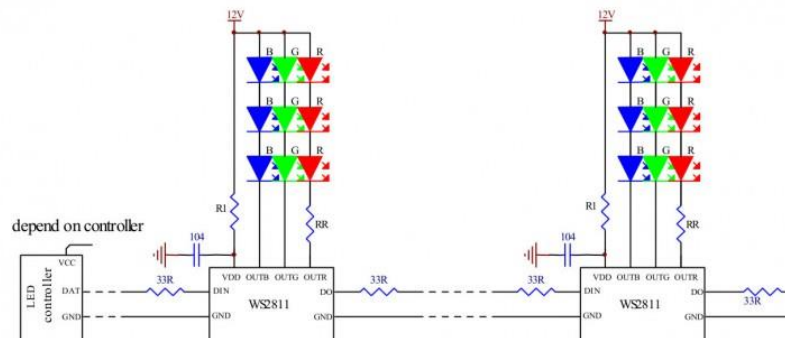 12V
12V
B G R
B G R
B G R
B G R
B G R
B G R
R1
RR
R1
RR
depend on controller
104
104
VCC
LED
controller
DAT
GND
33R
VDD OUTB OUTG OUTR
DIN
DO
WS2811
GND
GND
33R
33R
VDD OUTB OUTG OUTR
DIN
DO
WS2811
GND
GND
33R